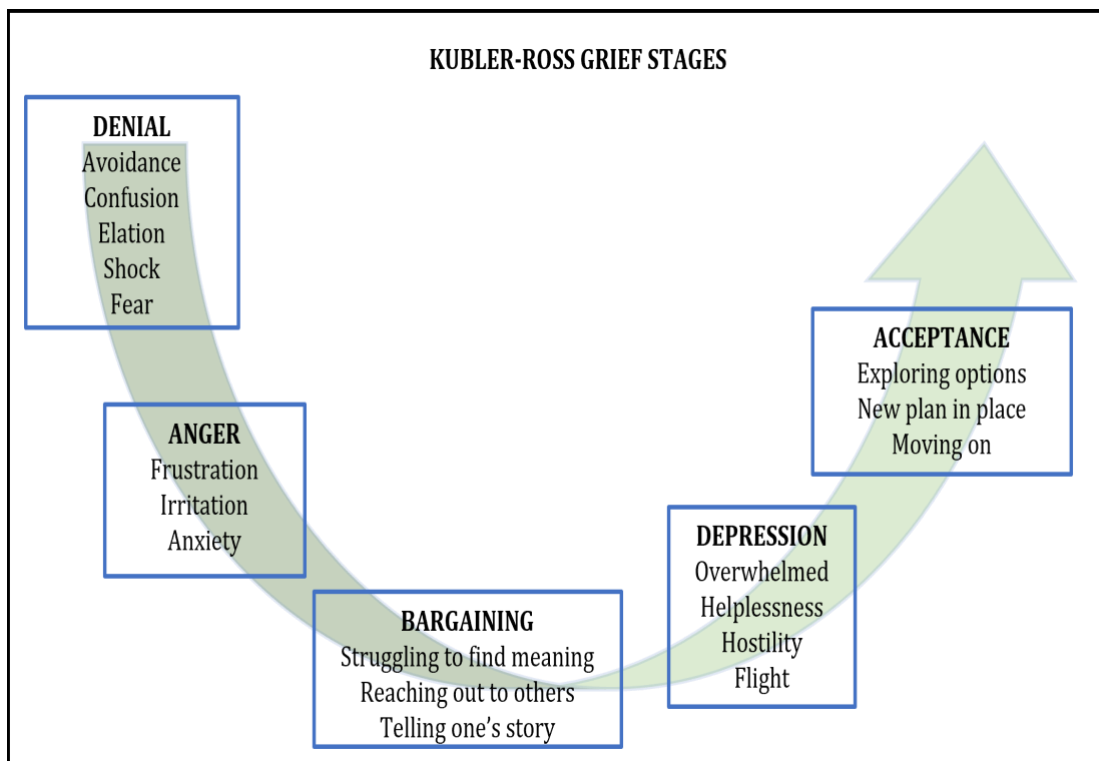 KUBLER-ROSS GRIEF STAGES
DENIAL
Avoidance
Confusion
Elation
Shock
Fear
ANGER
Frustration
Irritation
Anxiety
BARGAINING
Struggling to find meaning
Reaching out to others
Telling one’s story
DEPRESSION
Overwhelmed
Helplessness
Hostility
Flight
ACCEPTANCE
Exploring options
New plan in place
Moving on